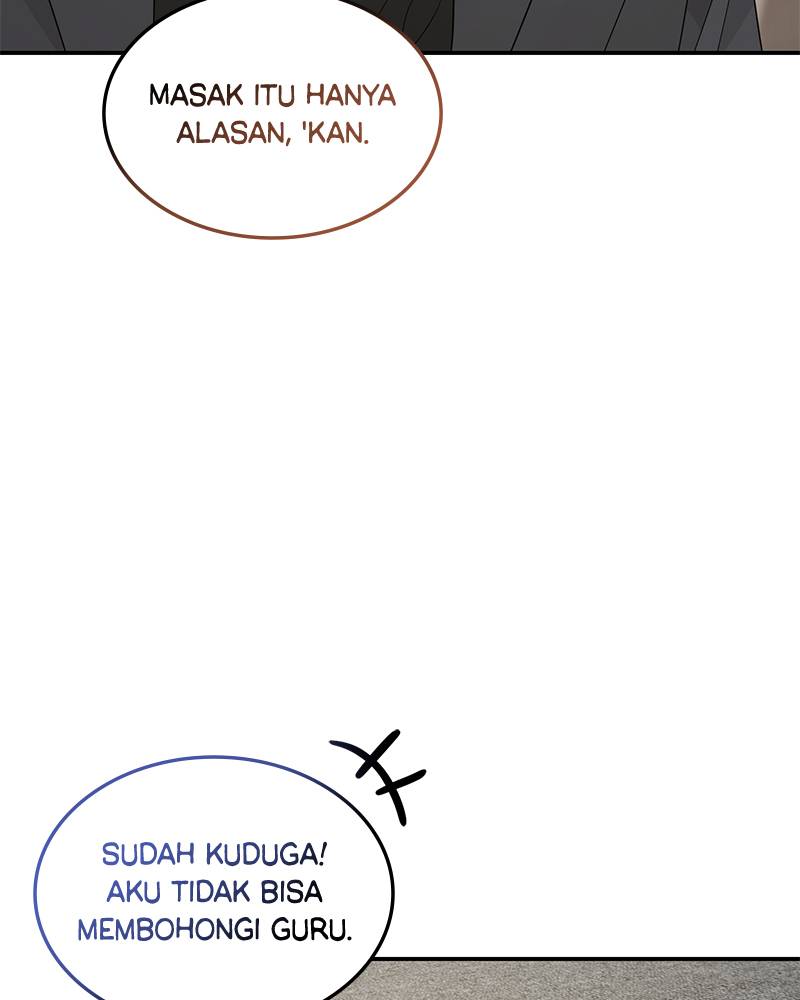 MASAK ITU HANYA
ALASAN, 'KAN.
SUDAH KUDUGA!
AKU TIDAK BISA
MEMBOHONGI GURU.